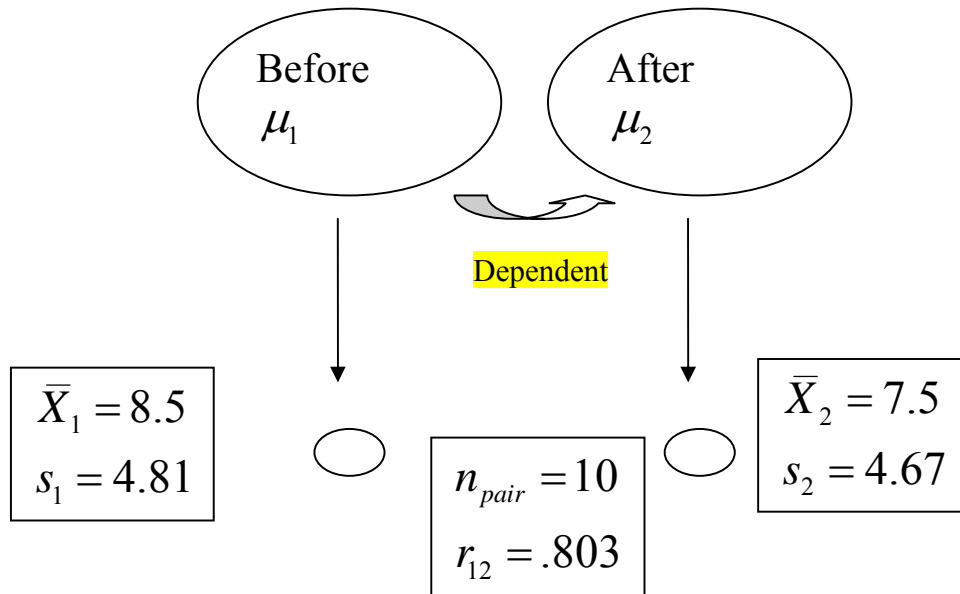 Before
μ₁
After
μ₂
Dependent
X̄₁ = 8.5
s₁ = 4.81
n_pair = 10
r₁₂ = .803
X̄₂ = 7.5
s₂ = 4.67